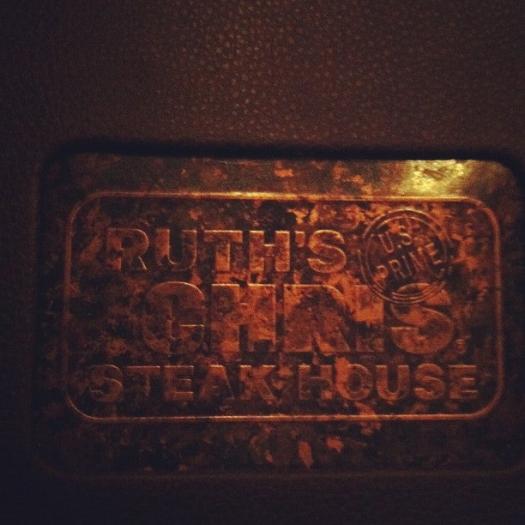 RUTH'S
U.S.
PRIME
CHRIS
STEAK HOUSE